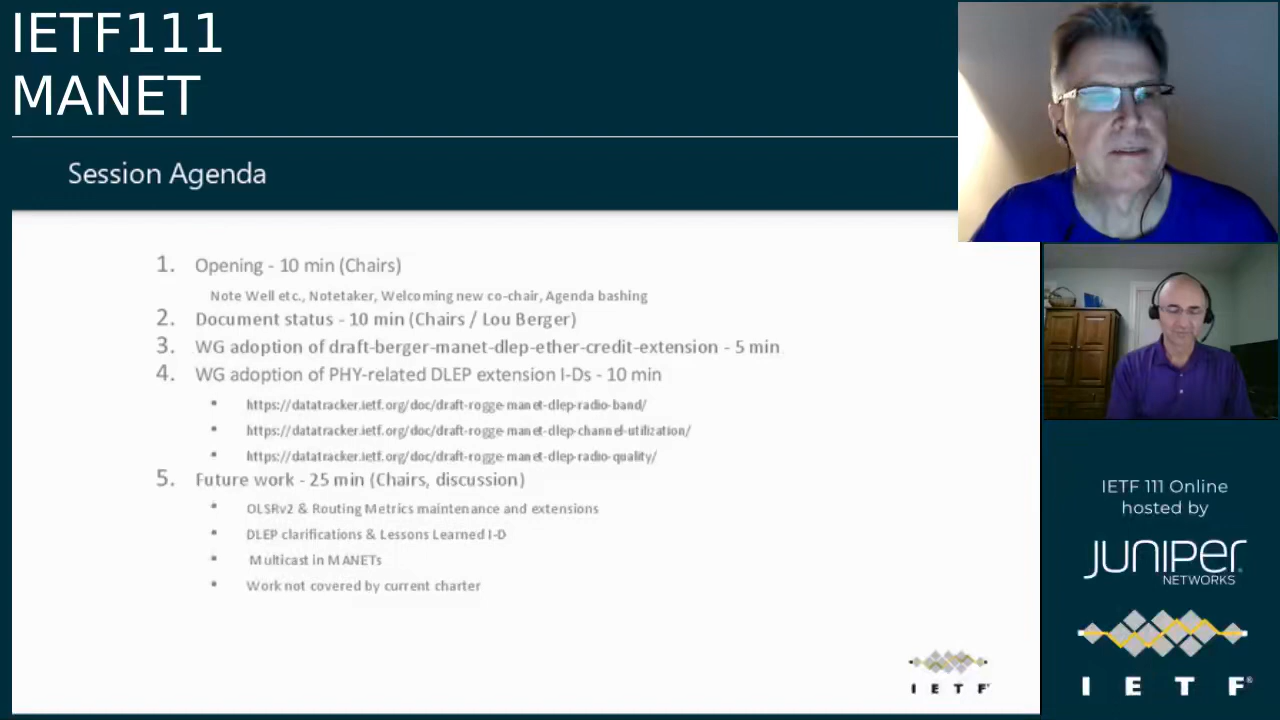 IETF111
MANET
Session Agenda
1. Opening - 10 min (Chairs)
Note Well etc., Notetaker, Welcoming new co-chair, Agenda bashing
2. Document status - 10 min (Chairs / Lou Berger)
3. WG adoption of draft-berger-manet-dlep-ether-credit-extension - 5 min
4. WG adoption of PHY-related DLEP extension I-Ds - 10 min
▪ https://datatracker.ietf.org/doc/draft-rogge-manet-dlep-radio-band/
▪ https://datatracker.ietf.org/doc/draft-rogge-manet-dlep-channel-utilization/
▪ https://datatracker.ietf.org/doc/draft-rogge-manet-dlep-radio-quality/
5. Future work - 25 min (Chairs, discussion)
▪ OLSRv2 & Routing Metrics maintenance and extensions
▪ DLEP clarifications & Lessons Learned I-D
▪ Multicast in MANETs
▪ Work not covered by current charter
I E T F®
IETF 111 Online
hosted by
JUNIPER
NETWORKS
I E T F®